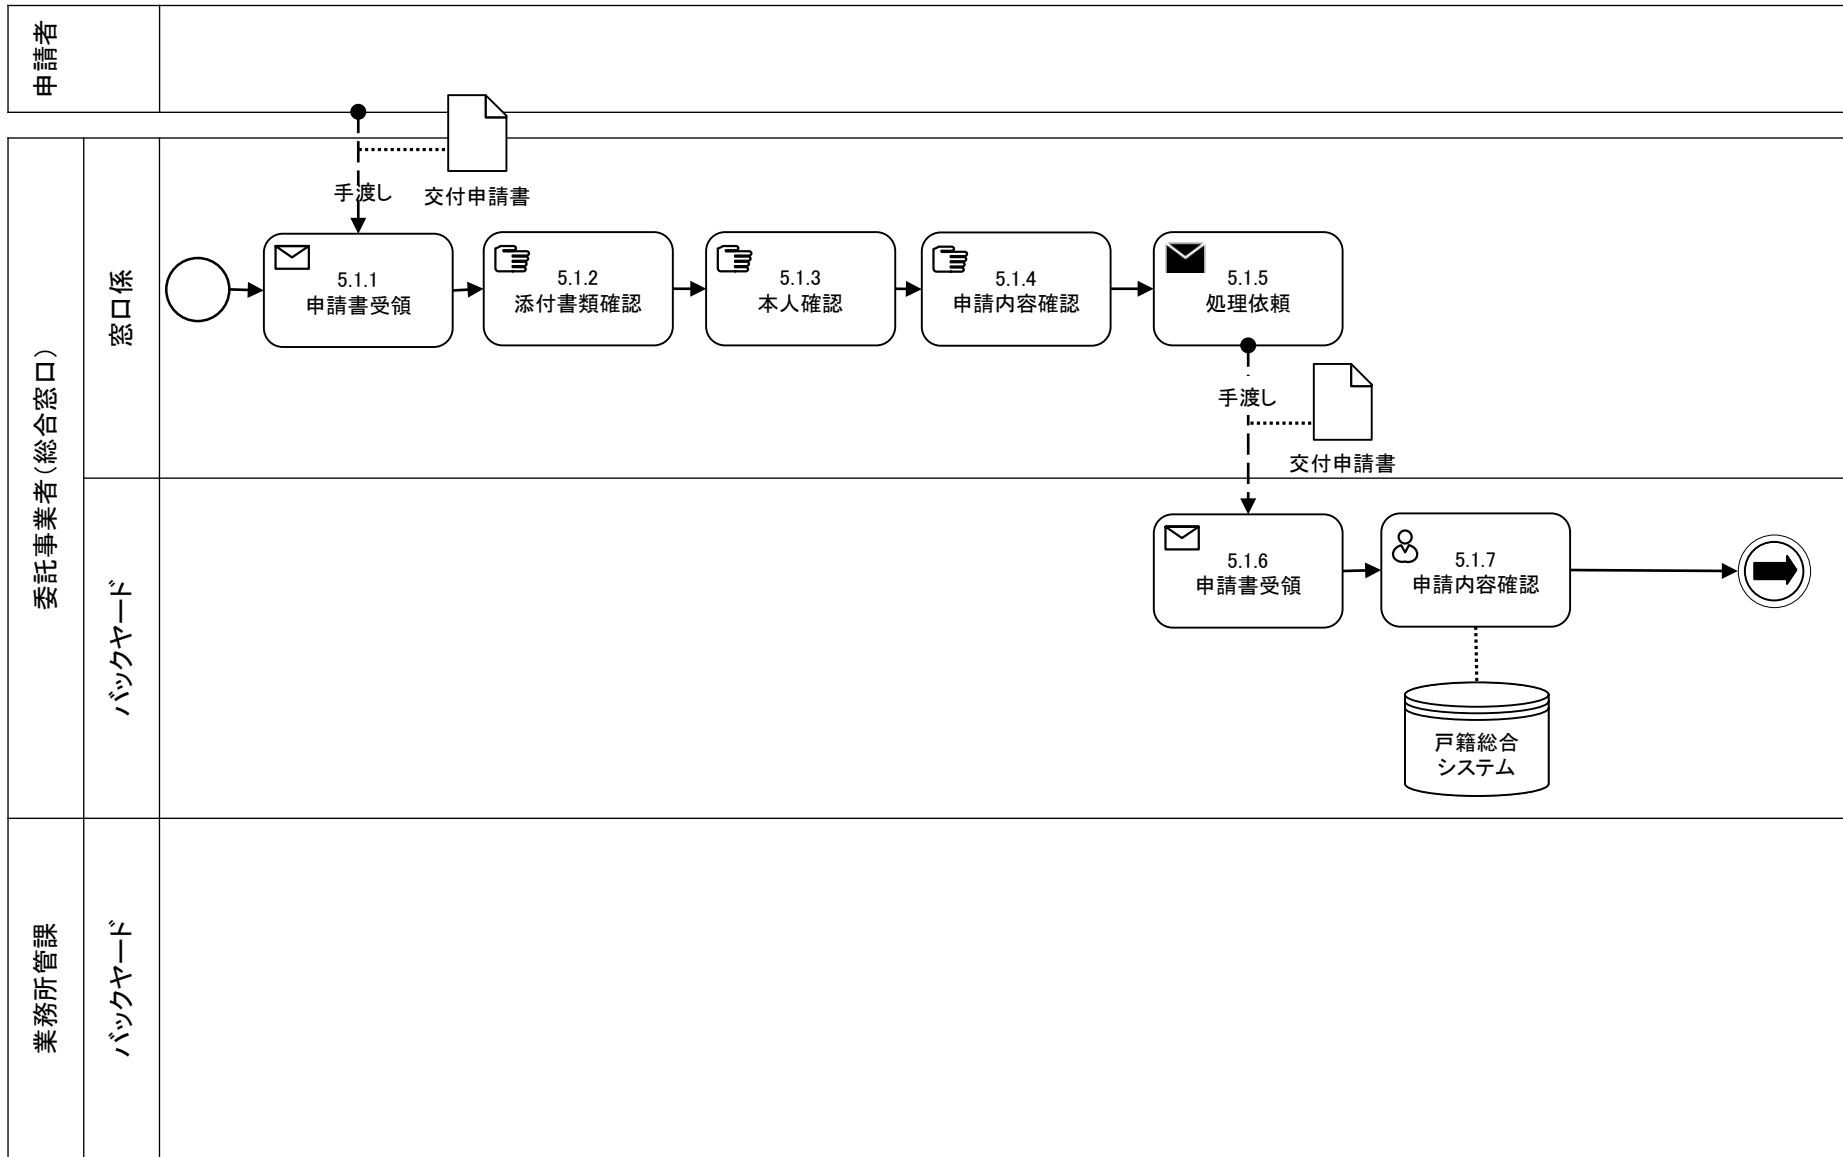 申請者
手渡し
交付申請書
委託事業者(総合窓口)
窓口係
5.1.1
申請書受領
5.1.2
添付書類確認
5.1.3
本人確認
5.1.4
申請内容確認
5.1.5
処理依頼
手渡し
交付申請書
バックヤード
5.1.6
申請書受領
5.1.7
申請内容確認
戸籍総合
システム
業務所管課
バックヤード